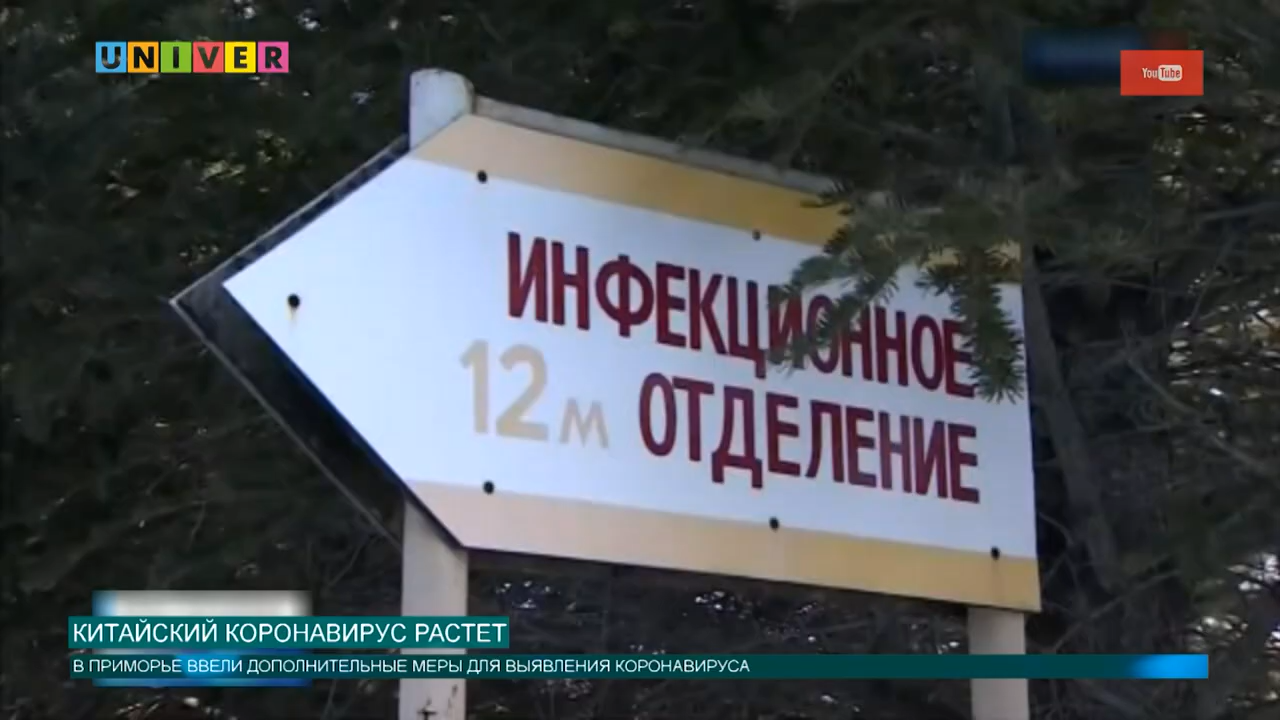 UNIVER
YouTube
ИНФЕКЦИОННОЕ
12м ОТДЕЛЕНИЕ
КИТАЙСКИЙ КОРОНАВИРУС РАСТЕТ
В ПРИМОРЬЕ ВВЕЛИ ДОПОЛНИТЕЛЬНЫЕ МЕРЫ ДЛЯ ВЫЯВЛЕНИЯ КОРОНАВИРУСА